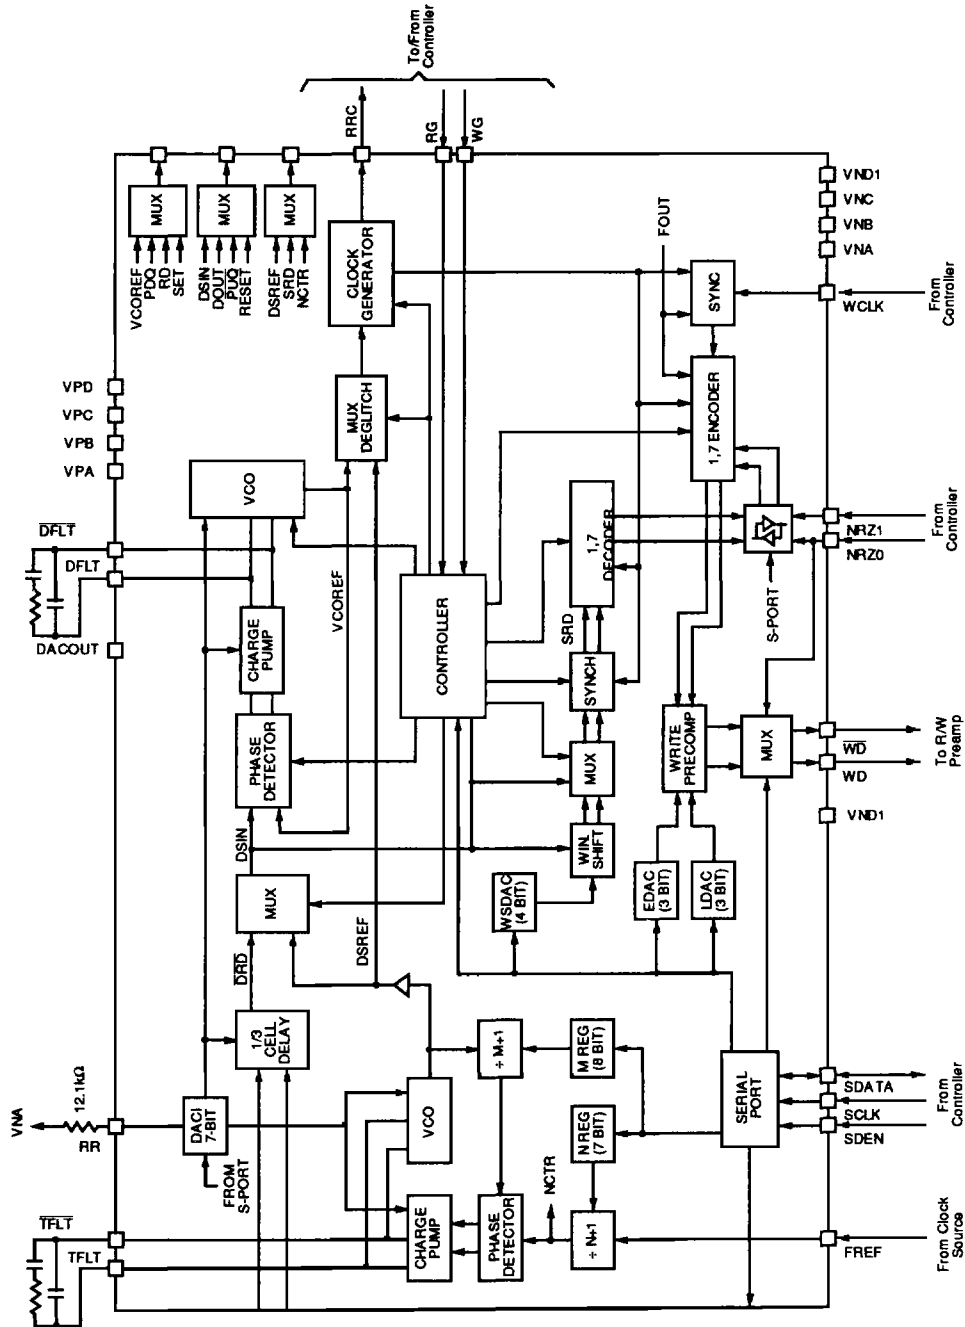 To/From
Controller
RRC
RG
WG
MUX
MUX
MUX
VCOREF
PDQ
RD
SET
DSIN
DOUT
PUQ
RESET
DSREF
SRD
NCTR
CLOCK
GENERATOR
FOUT
VND1
VNC
VNB
VNA
SYNC
WCLK
From
Controller
VPD
VPC
VPB
VPA
MUX
DEGLITCH
1,7 ENCODER
VCO
DFLT
DFLT
DACOUT
VCOREF
1,7
DECODER
NRZ1
NRZ0
From
Controller
S-PORT
CHARGE
PUMP
CONTROLLER
SRD
SYNCH
PHASE
DETECTOR
MUX
WRITE
PRECOMP
MUX
WD
WD
To R/W
Preamp
VND1
DSIN
WIN.
SHIFT
MUX
WSDAC
(4 BIT)
EDAC
(3 BIT)
LDAC
(3 BIT)
DRD
DSREF
1/3
CELL
DELAY
÷ M+1
M REG
(8 BIT)
VNA
12.1kΩ
RR
DACI
7-BIT
FROM
S-PORT
VCO
N REG
(7 BIT)
SERIAL
PORT
SDATA
SCLK
SDEN
From
Controller
TFLT
TFLT
CHARGE
PUMP
PHASE
DETECTOR
NCTR
÷ N+1
FREF
From Clock
Source